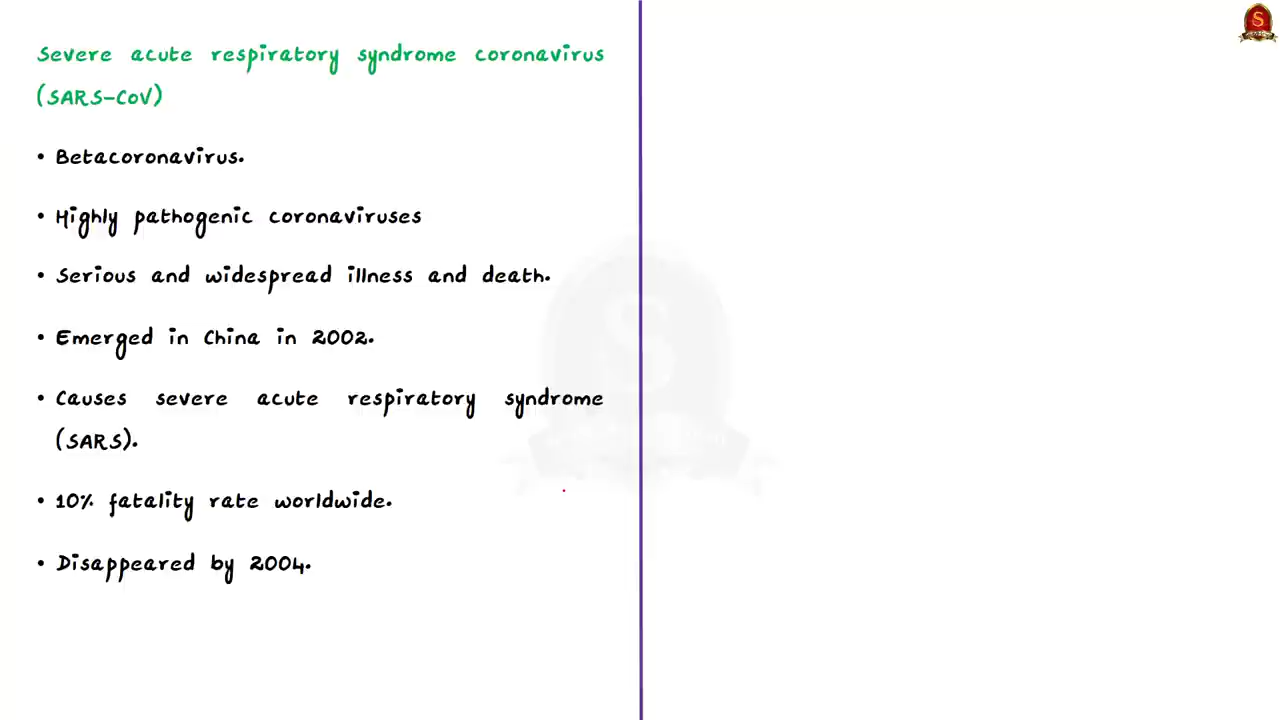 Severe acute respiratory syndrome coronavirus
(SARS-CoV)
• Betacoronavirus.
• Highly pathogenic coronaviruses
• Serious and widespread illness and death.
• Emerged in China in 2002.
• Causes severe acute respiratory syndrome
(SARS).
• 10% fatality rate worldwide.
• Disappeared by 2004.
S